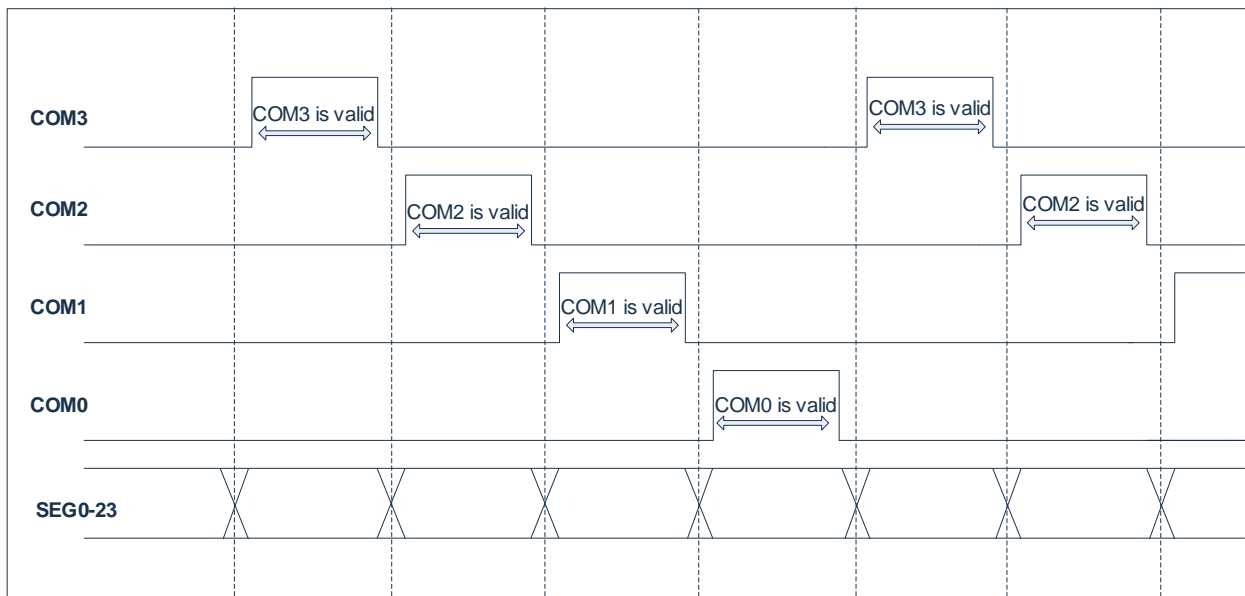 COM3
COM3 is valid
COM3 is valid
COM2
COM2 is valid
COM2 is valid
COM1
COM1 is valid
COM0
COM0 is valid
SEG0-23